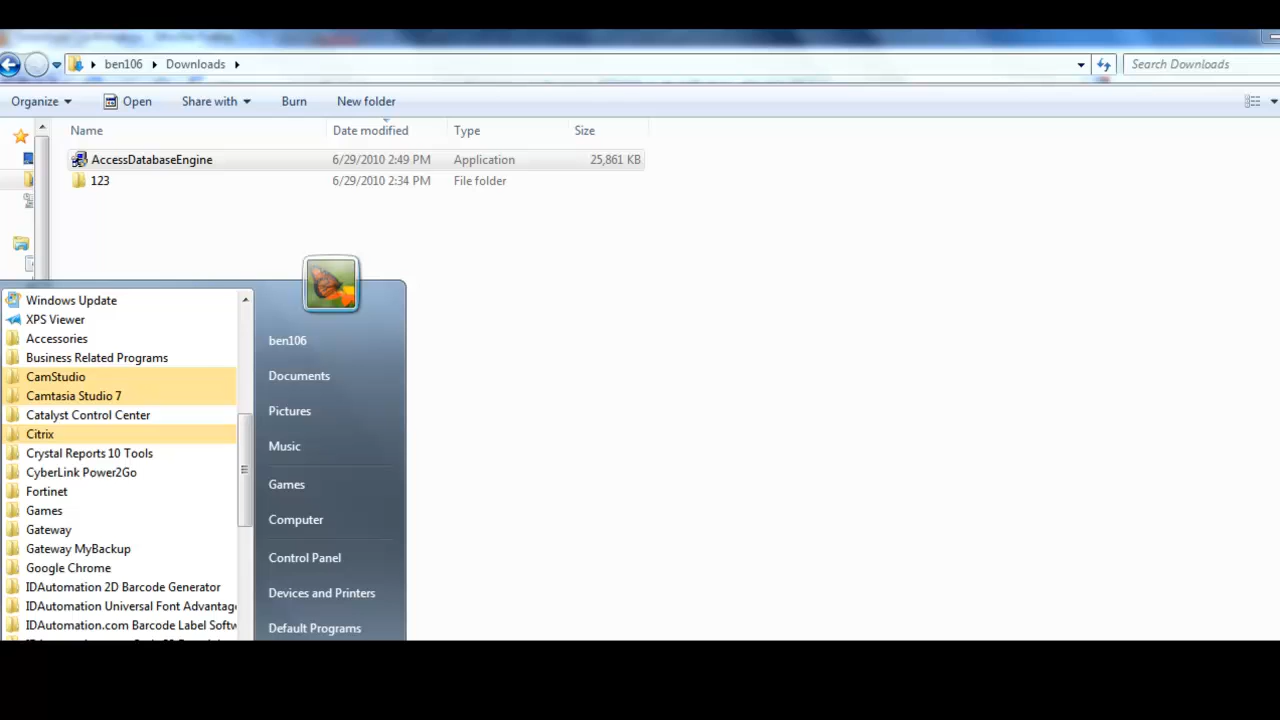 ben106 Downloads
Search Downloads
Organize Open Share with Burn New folder
Name Date modified Type Size
AccessDatabaseEngine 6/29/2010 2:49 PM Application 25,861 KB
123 6/29/2010 2:34 PM File folder
Windows Update
XPS Viewer
Accessories
Business Related Programs
CamStudio
Camtasia Studio 7
Catalyst Control Center
Citrix
Crystal Reports 10 Tools
CyberLink Power2Go
Fortinet
Games
Gateway
Gateway MyBackup
Google Chrome
IDAutomation 2D Barcode Generator
IDAutomation Universal Font Advantag
IDAutomation.com Barcode Label Softw
ben106
Documents
Pictures
Music
Games
Computer
Control Panel
Devices and Printers
Default Programs